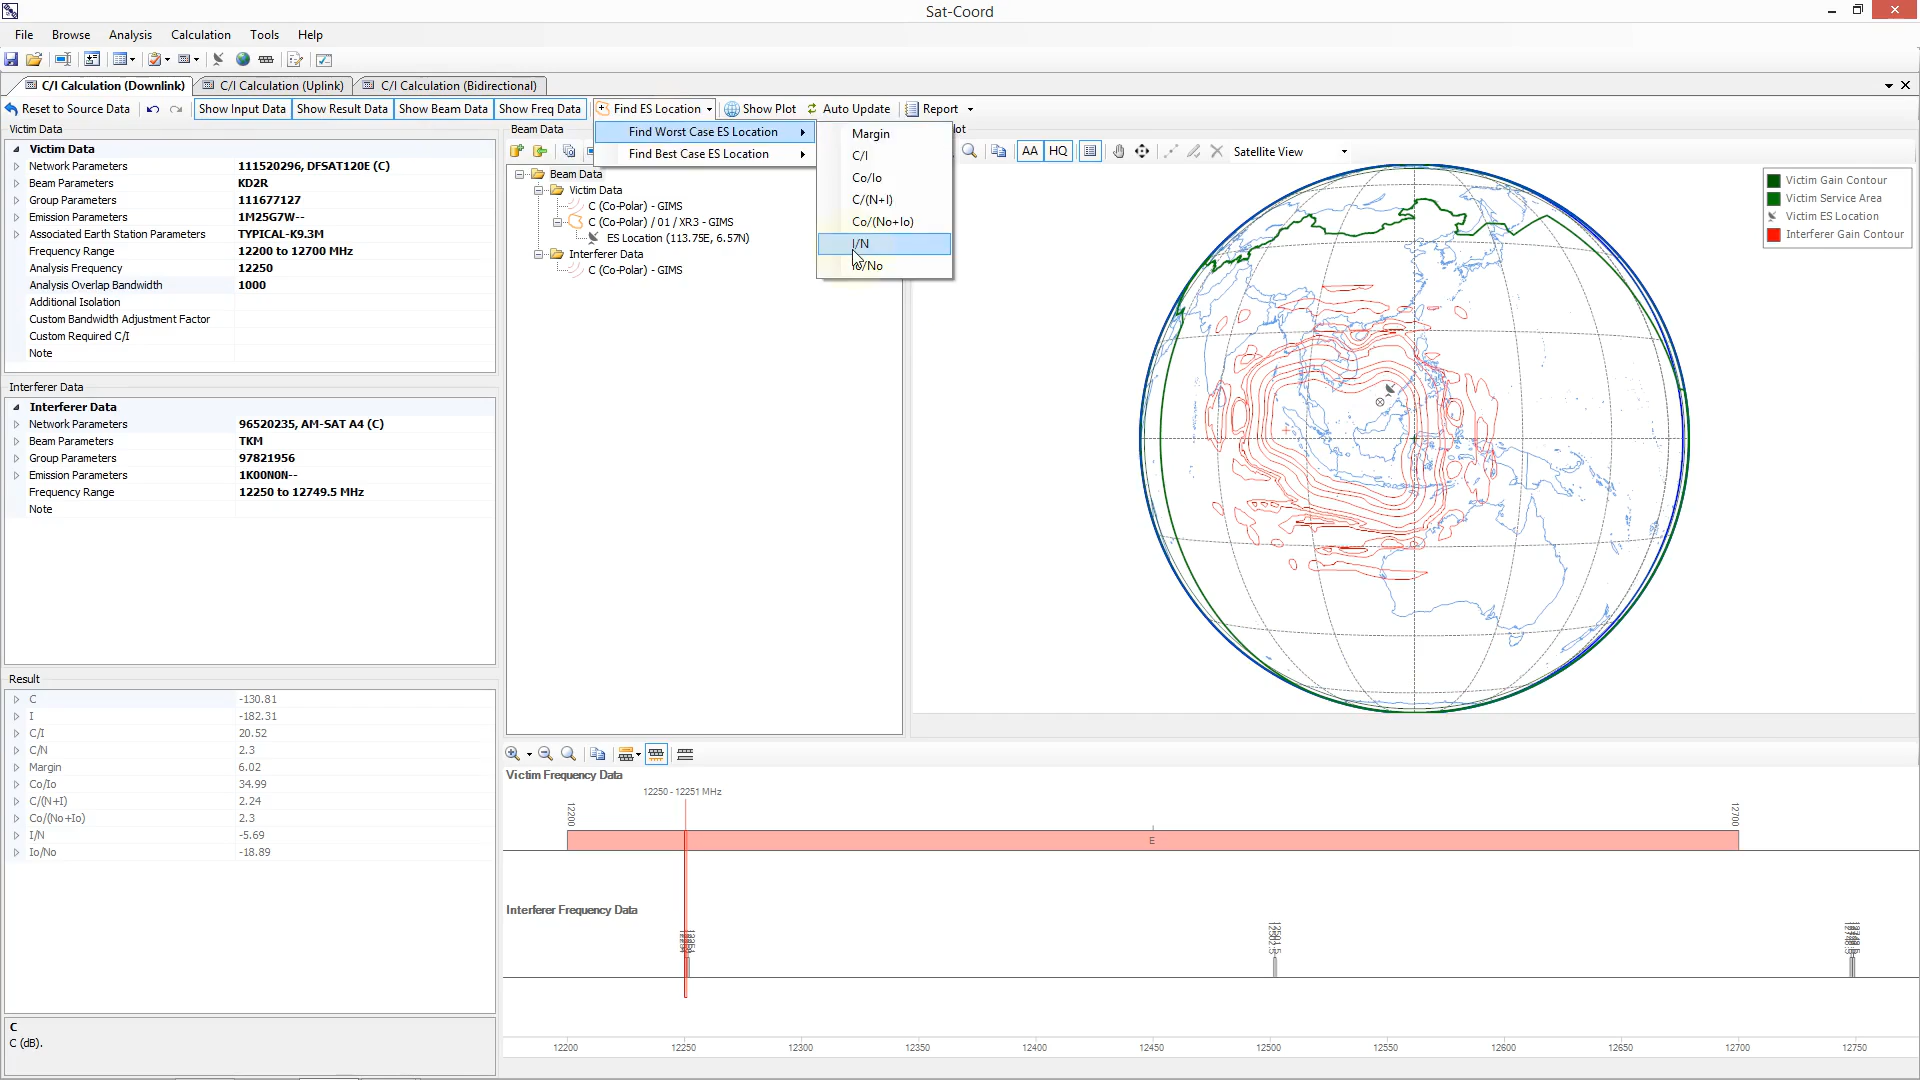 Sat-Coord
File Browse Analysis Calculation Tools Help
C/I Calculation (Downlink) C/I Calculation (Uplink) C/I Calculation (Bidirectional)
Reset to Source Data Show Input Data Show Result Data Show Beam Data Show Freq Data Find ES Location Show Plot Auto Update Report
Victim Data
Victim Data
Network Parameters 111520296, DFSAT120E (C)
Beam Parameters KD2R
Group Parameters 111677127
Emission Parameters 1M25G7W--
Associated Earth Station Parameters TYPICAL-K9.3M
Frequency Range 12200 to 12700 MHz
Analysis Frequency 12250
Analysis Overlap Bandwidth 1000
Additional Isolation
Custom Bandwidth Adjustment Factor
Custom Required C/I
Note
Interferer Data
Interferer Data
Network Parameters 96520235, AM-SAT A4 (C)
Beam Parameters TKM
Group Parameters 97821956
Emission Parameters 1K00N0N--
Frequency Range 12250 to 12749.5 MHz
Note
Result
C -130.81
I -182.31
C/I 20.52
C/N 2.3
Margin 6.02
Co/Io 34.99
C/(N+I) 2.24
Co/(No+Io) 2.3
I/N -5.69
Io/No -18.89
C
C (dB).
Beam Data
Find Worst Case ES Location
Find Best Case ES Location
Margin
C/I
Co/Io
C/(N+I)
Co/(No+Io)
I/N
Io/No
Beam Data
Victim Data
C (Co-Polar) - GIMS
C (Co-Polar) / 01 / XR3 - GIMS
ES Location (113.75E, 6.57N)
Interferer Data
C (Co-Polar) - GIMS
lot
AA HQ Satellite View
Victim Gain Contour
Victim Service Area
Victim ES Location
Interferer Gain Contour
Victim Frequency Data
12250 - 12251 MHz
12200
12700
E
Interferer Frequency Data
12200 12250 12300 12350 12400 12450 12500 12550 12600 12650 12700 12750